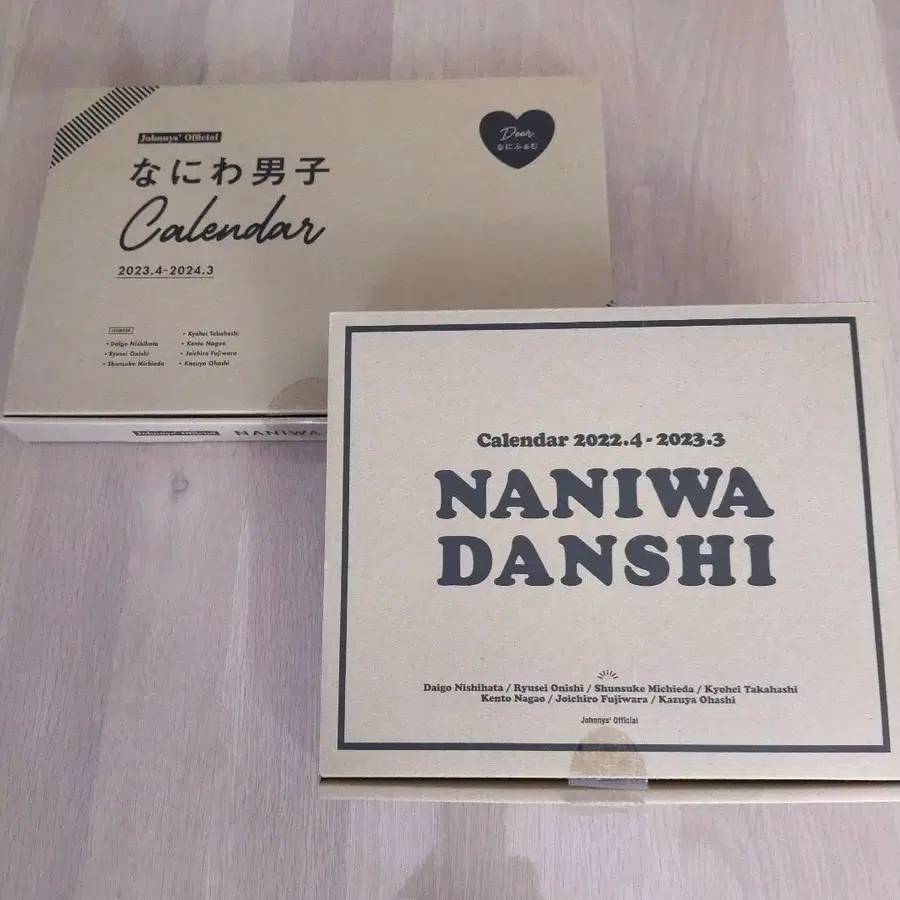 Johnnys' Official
Dear.
なにふぁむ
なにわ男子
Calendar
2023.4-2024.3
MEMBER
• Daigo Nishihata
• Ryusei Onishi
• Shunsuke Michieda
• Kyohei Takahashi
• Kento Nagao
• Joichiro Fujiwara
• Kazuya Ohashi
Johnnys' Official NANIWA
Calendar 2022.4-2023.3
NANIWA
DANSHI
Daigo Nishihata / Ryusei Onishi / Shunsuke Michieda / Kyohei Takahashi
Kento Nagao / Joichiro Fujiwara / Kazuya Ohashi
Johnnys' Official